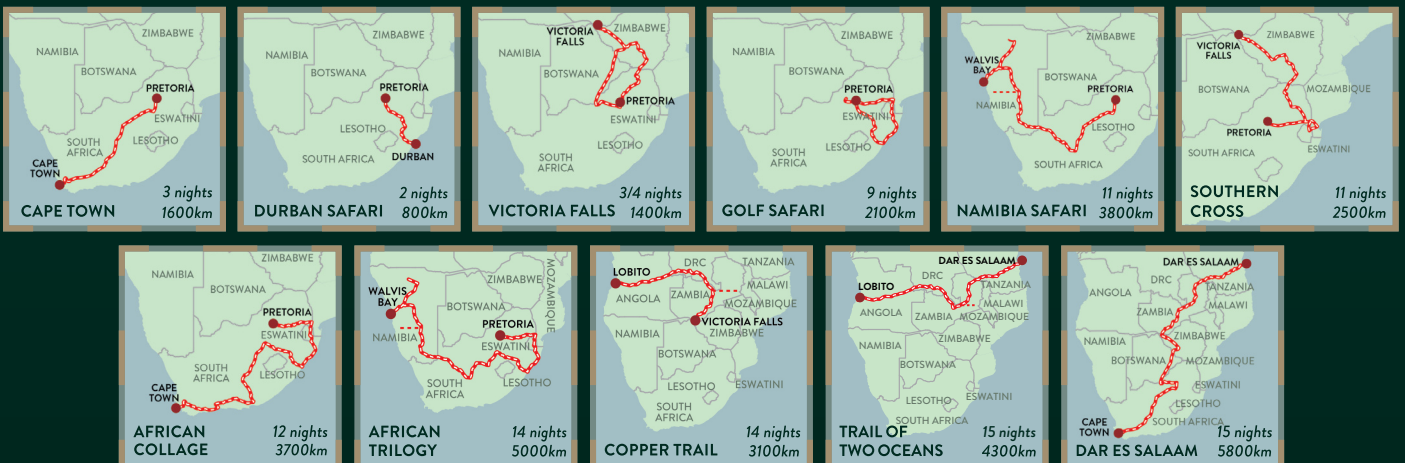 NAMIBIA
ZIMBABWE
BOTSWANA
PRETORIA
ESWATINI
LESOTHO
SOUTH
AFRICA
CAPE
TOWN
3 nights
CAPE TOWN
1600km
NAMIBIA
ZIMBABWE
BOTSWANA
PRETORIA
LESOTHO
DURBAN
SOUTH AFRICA
2 nights
DURBAN SAFARI
800km
VICTORIA
FALLS
ZIMBABWE
NAMIBIA
BOTSWANA
PRETORIA
ESWATINI
LESOTHO
SOUTH
AFRICA
3/4 nights
VICTORIA FALLS
1400km
NAMIBIA
ZIMBABWE
BOTSWANA
PRETORIA
ESWATINI
LESOTHO
SOUTH
AFRICA
9 nights
GOLF SAFARI
2100km
ZIMBABWE
WALVIS
BAY
BOTSWANA
PRETORIA
NAMIBIA
LESOTHO
SOUTH AFRICA
11 nights
NAMIBIA SAFARI
3800km
VICTORIA
FALLS
ZIMBABWE
BOTSWANA
MOZAMBIQUE
PRETORIA
SOUTH AFRICA
ESWATINI
SOUTHERN
CROSS
11 nights
2500km
NAMIBIA
ZIMBABWE
BOTSWANA
PRETORIA
ESWATINI
SOUTH
AFRICA
LESOTHO
CAPE
TOWN
AFRICAN
COLLAGE
12 nights
3700km
ZIMBABWE
MOZAMBIQUE
WALVIS
BAY
BOTSWANA
PRETORIA
NAMIBIA
ESWATINI
SOUTH
AFRICA
LESOTHO
AFRICAN
TRILOGY
14 nights
5000km
LOBITO
DRC
TANZANIA
ANGOLA
ZAMBIA
MALAWI
MOZAMBIQUE
VICTORIA FALLS
NAMIBIA
ZIMBABWE
BOTSWANA
LESOTHO
ESWATINI
SOUTH
AFRICA
14 nights
COPPER TRAIL
3100km
DAR ES SALAAM
DRC
LOBITO
TANZANIA
ANGOLA
ZAMBIA
MALAWI
MOZAMBIQUE
NAMIBIA
ZIMBABWE
BOTSWANA
LESOTHO
ESWATINI
SOUTH AFRICA
TRAIL OF
TWO OCEANS
15 nights
4300km
DAR ES SALAAM
DRC
ANGOLA
TANZANIA
ZAMBIA
MALAWI
NAMIBIA
ZIMBABWE
BOTSWANA
MOZAMBIQUE
ESWATINI
LESOTHO
SOUTH AFRICA
CAPE
TOWN
15 nights
DAR ES SALAAM
5800km